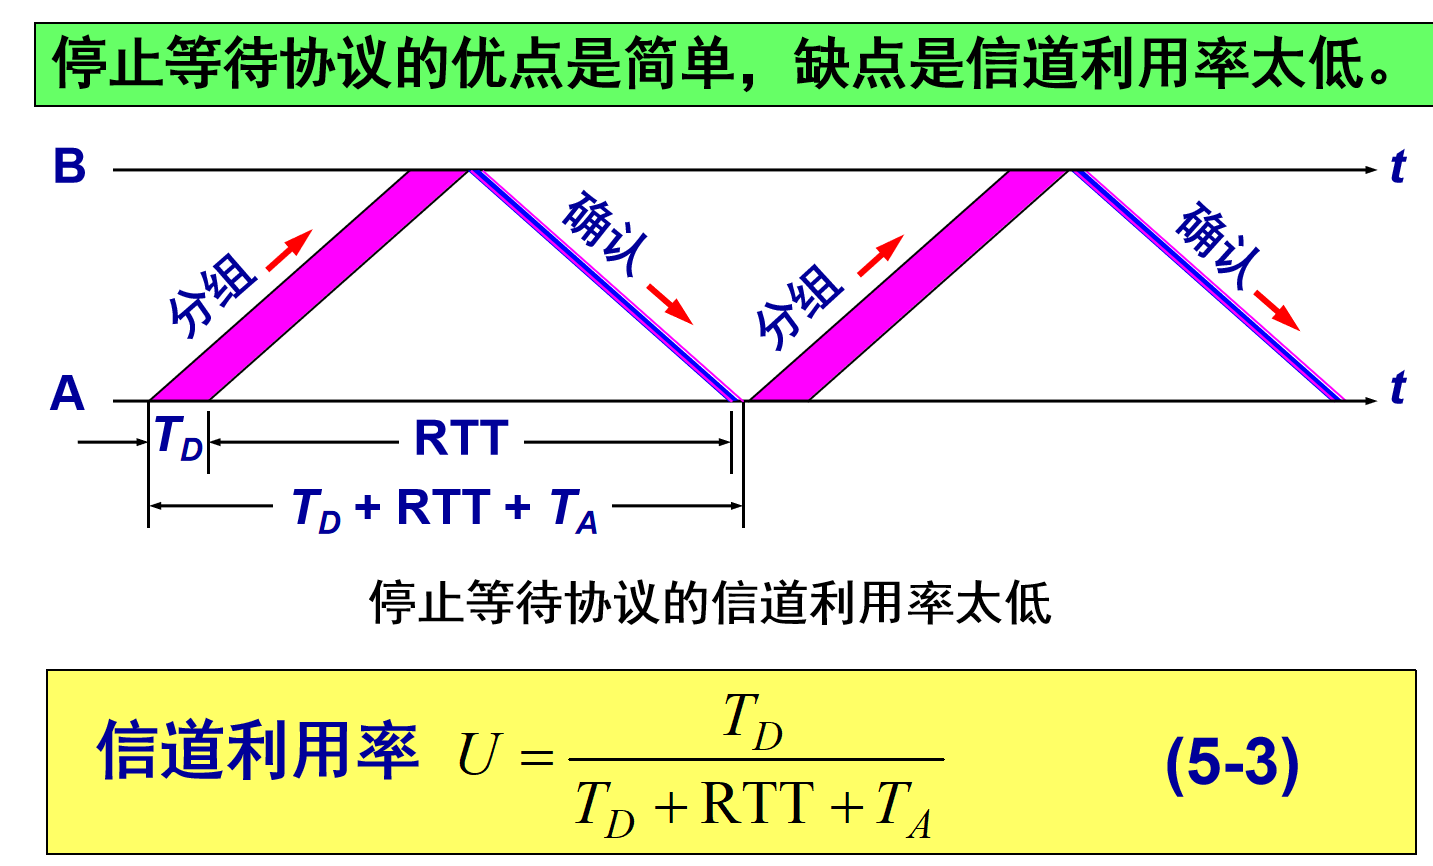 停止等待协议的优点是简单，缺点是信道利用率太低。
B
t
分组
确认
分组
确认
A
t
T_D
RTT
T_D + RTT + T_A
停止等待协议的信道利用率太低
信道利用率 U = T_D / (T_D + RTT + T_A) (5-3)